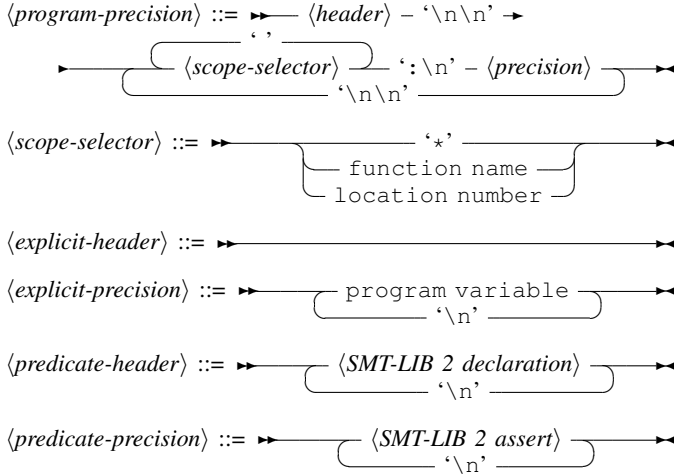 ⟨program-precision⟩ ::= ⟨header⟩ – ‘\n\n’
‘ ’
⟨scope-selector⟩ ‘:\n’ – ⟨precision⟩
‘\n\n’
⟨scope-selector⟩ ::= ‘*’
function name
location number
⟨explicit-header⟩ ::=
⟨explicit-precision⟩ ::= program variable
‘\n’
⟨predicate-header⟩ ::= ⟨SMT-LIB 2 declaration⟩
‘\n’
⟨predicate-precision⟩ ::= ⟨SMT-LIB 2 assert⟩
‘\n’